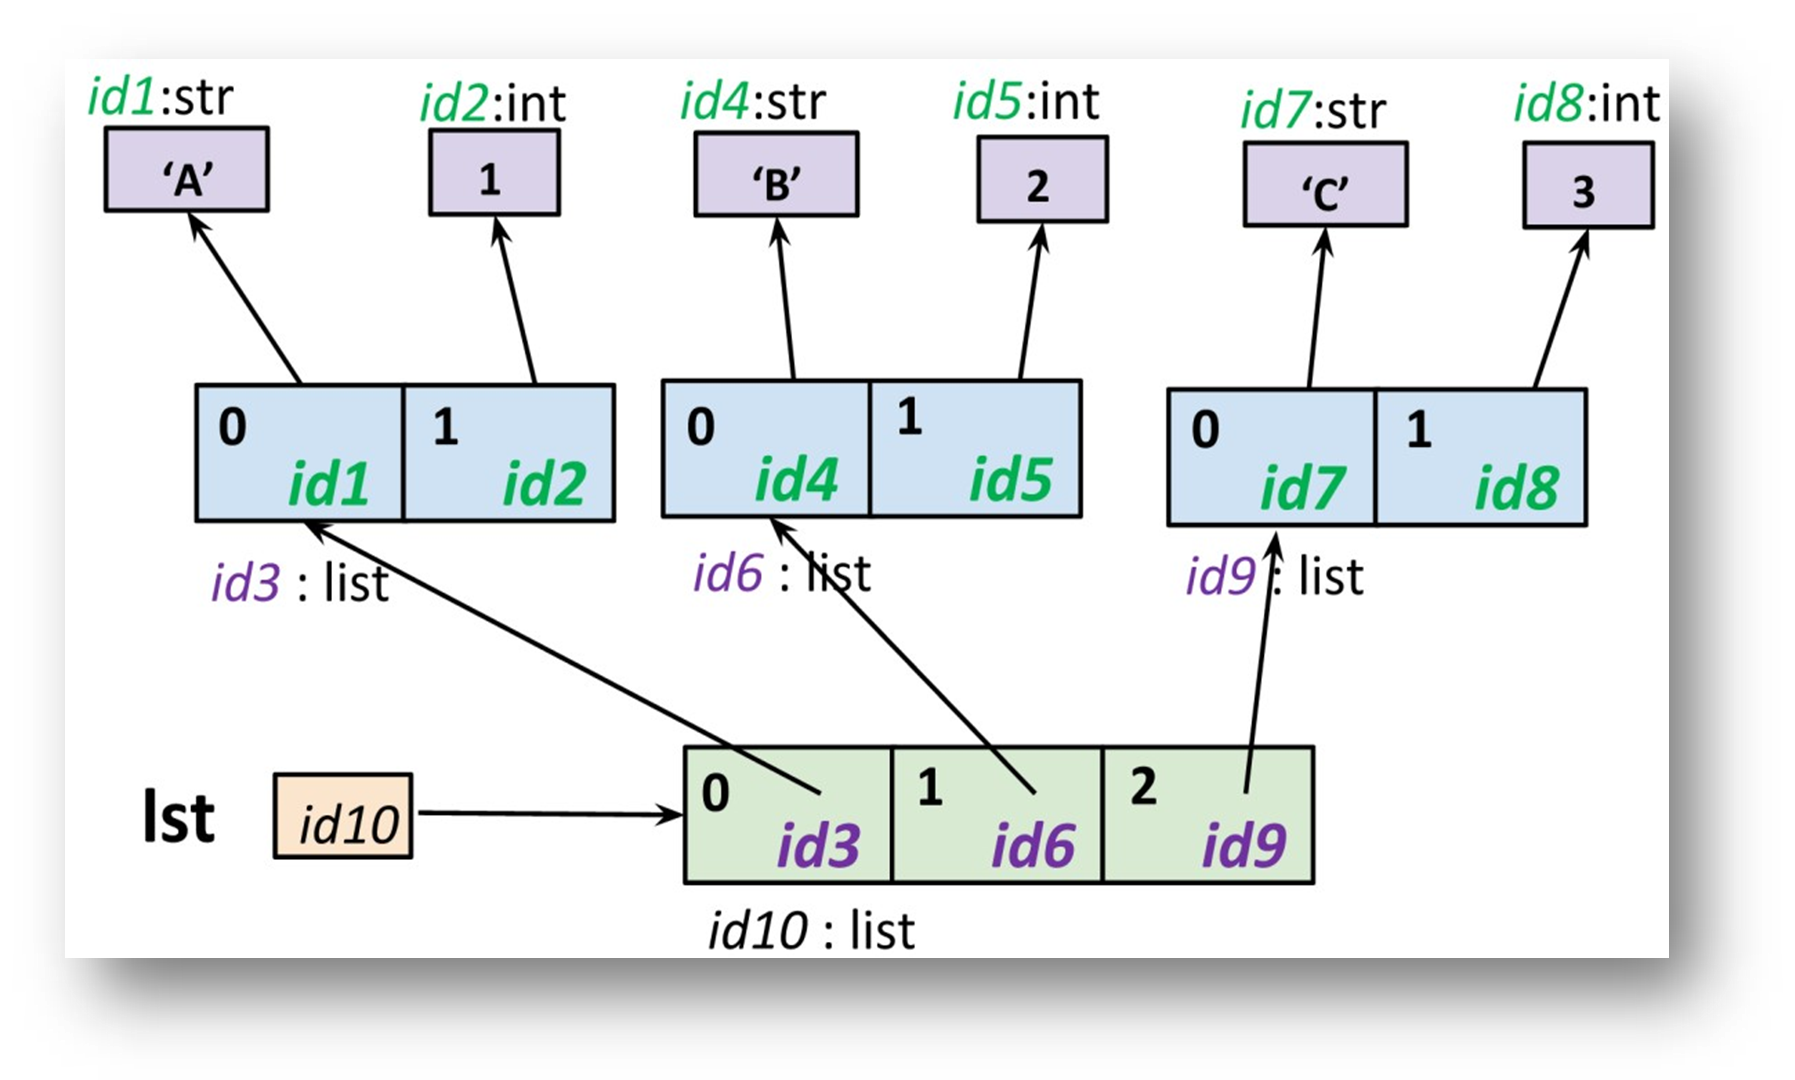 id1:str id2:int id4:str id5:int id7:str id8:int
‘A’ 1 ‘B’ 2 ‘C’ 3
0 1 0 1 0 1
id1 id2 id4 id5 id7 id8
id3 : list id6 : list id9 : list
0 1 2
lst id10 id3 id6 id9
id10 : list